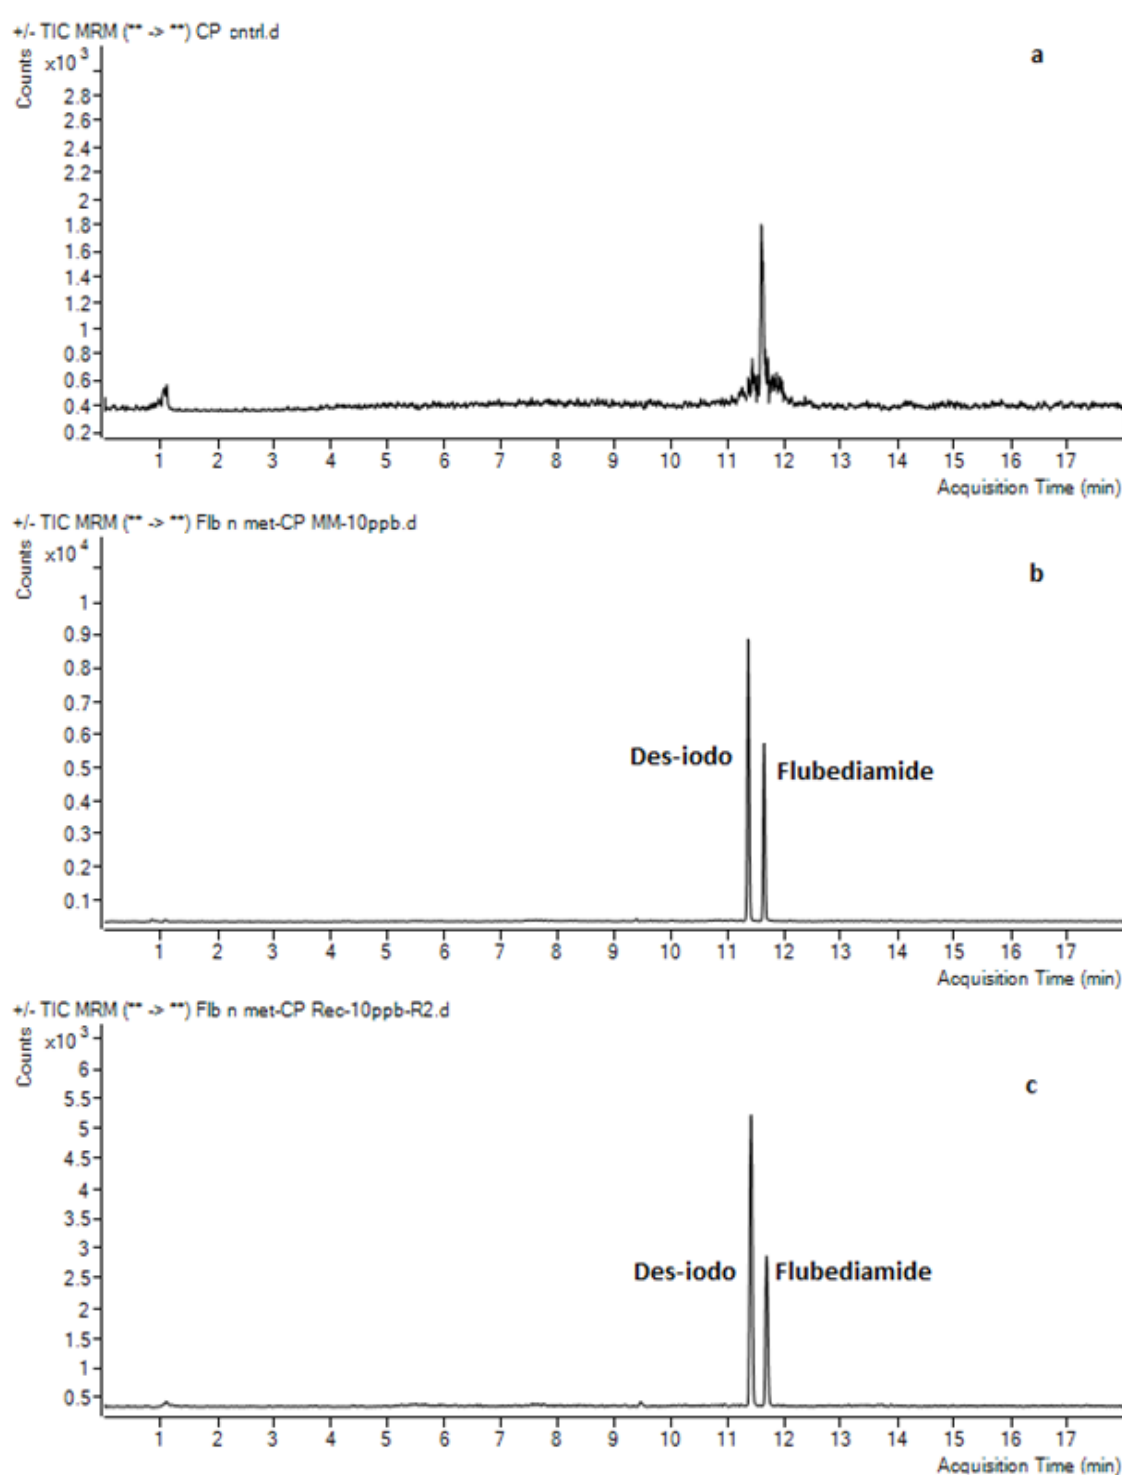 +/- TIC MRM (** -> **) CP cntrl.d
a
Counts
x10 3
2.8
2.6
2.4
2.2
2
1.8
1.6
1.4
1.2
1
0.8
0.6
0.4
0.2
1 2 3 4 5 6 7 8 9 10 11 12 13 14 15 16 17
Acquisition Time (min)
+/- TIC MRM (** -> **) Flb n met-CP MM-10ppb.d
b
Counts
x10 4
1
0.9
0.8
0.7
0.6
Des-iodo
Flubediamide
0.5
0.4
0.3
0.2
0.1
1 2 3 4 5 6 7 8 9 10 11 12 13 14 15 16 17
Acquisition Time (min)
+/- TIC MRM (** -> **) Flb n met-CP Rec-10ppb-R2.d
c
Counts
x10 3
6
5.5
5
4.5
4
3.5
3
2.5
Des-iodo
Flubediamide
2
1.5
1
0.5
1 2 3 4 5 6 7 8 9 10 11 12 13 14 15 16 17
Acquisition Time (min)